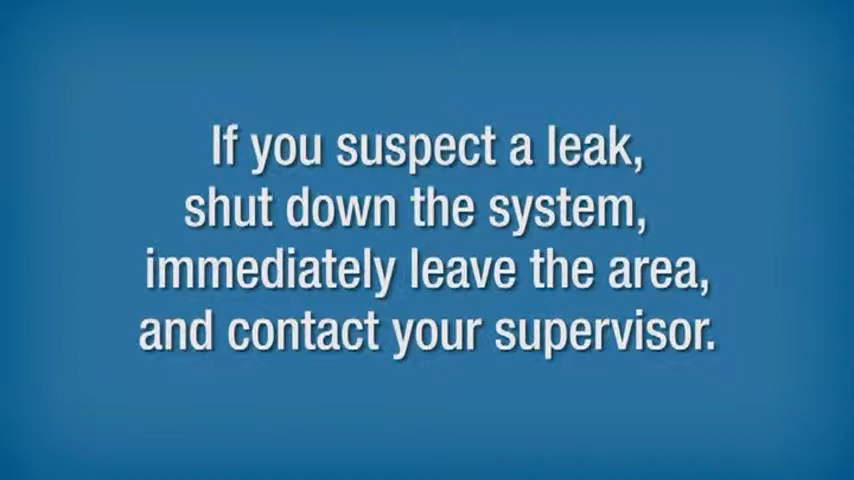 If you suspect a leak,
shut down the system,
immediately leave the area,
and contact your supervisor.